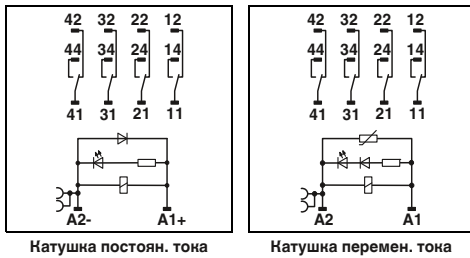 42 32 22 12
44 34 24 14
41 31 21 11
A2- A1+
Катушка постоян. тока
42 32 22 12
44 34 24 14
41 31 21 11
A2 A1
Катушка перемен. тока